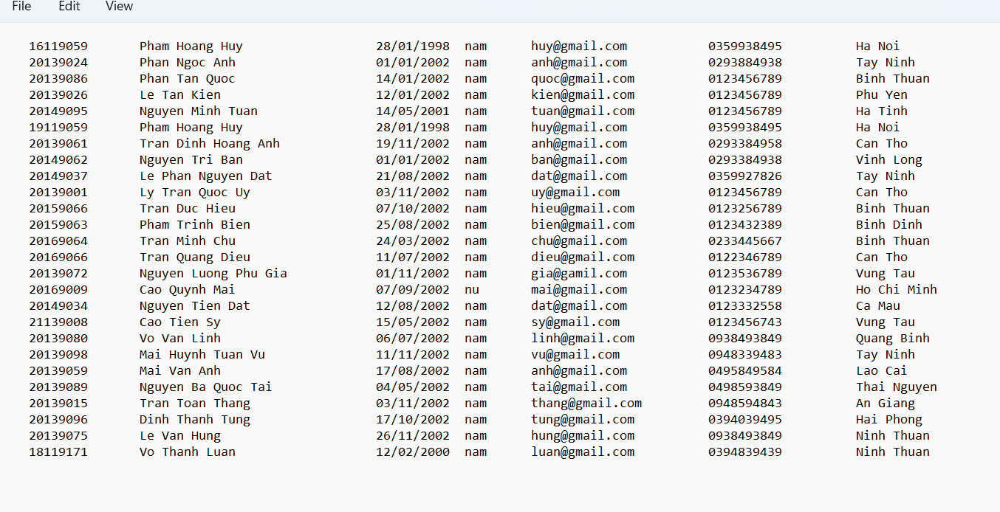 File Edit View
16119059 Pham Hoang Huy 28/01/1998 nam huy@gmail.com 0359938495 Ha Noi
20139024 Phan Ngoc Anh 01/01/2002 nam anh@gmail.com 0293884938 Tay Ninh
20139086 Phan Tan Quoc 14/01/2002 nam quoc@gmail.com 0123456789 Binh Thuan
20139026 Le Tan Kien 12/01/2002 nam kien@gmail.com 0123456789 Phu Yen
20149095 Nguyen Minh Tuan 14/05/2001 nam tuan@gmail.com 0123456789 Ha Tinh
19119059 Pham Hoang Huy 28/01/1998 nam huy@gmail.com 0359938495 Ha Noi
20139061 Tran Dinh Hoang Anh 19/11/2002 nam anh@gmail.com 0293384958 Can Tho
20149062 Nguyen Tri Ban 01/01/2002 nam ban@gmail.com 0293384938 Vinh Long
20149037 Le Phan Nguyen Dat 21/08/2002 nam dat@gmail.com 0359927826 Tay Ninh
20139001 Ly Tran Quoc Uy 03/11/2002 nam uy@gmail.com 0123456789 Can Tho
20159066 Tran Duc Hieu 07/10/2002 nam hieu@gmail.com 0123256789 Binh Thuan
20159063 Pham Trinh Bien 25/08/2002 nam bien@gmail.com 0123432389 Binh Dinh
20169064 Tran Minh Chu 24/03/2002 nam chu@gmail.com 0233445667 Binh Thuan
20169066 Tran Quang Dieu 11/07/2002 nam dieu@gmail.com 0122346789 Can Tho
20139072 Nguyen Luong Phu Gia 01/11/2002 nam gia@gamil.com 0123536789 Vung Tau
20169009 Cao Quynh Mai 07/09/2002 nu mai@gmail.com 0123234789 Ho Chi Minh
20149034 Nguyen Tien Dat 12/08/2002 nam dat@gmail.com 0123332558 Ca Mau
21139008 Cao Tien Sy 15/05/2002 nam sy@gmail.com 0123456743 Vung Tau
20139080 Vo Van Linh 06/07/2002 nam linh@gmail.com 0938493849 Quang Binh
20139098 Mai Huynh Tuan Vu 11/11/2002 nam vu@gmail.com 0948339483 Tay Ninh
20139059 Mai Van Anh 17/08/2002 nam anh@gmail.com 0495849584 Lao Cai
20139089 Nguyen Ba Quoc Tai 04/05/2002 nam tai@gmail.com 0498593849 Thai Nguyen
20139015 Tran Toan Thang 03/11/2002 nam thang@gmail.com 0948594843 An Giang
20139096 Dinh Thanh Tung 17/10/2002 nam tung@gmail.com 0394039495 Hai Phong
20139075 Le Van Hung 26/11/2002 nam hung@gmail.com 0938493849 Ninh Thuan
18119171 Vo Thanh Luan 12/02/2000 nam luan@gmail.com 0394839439 Ninh Thuan